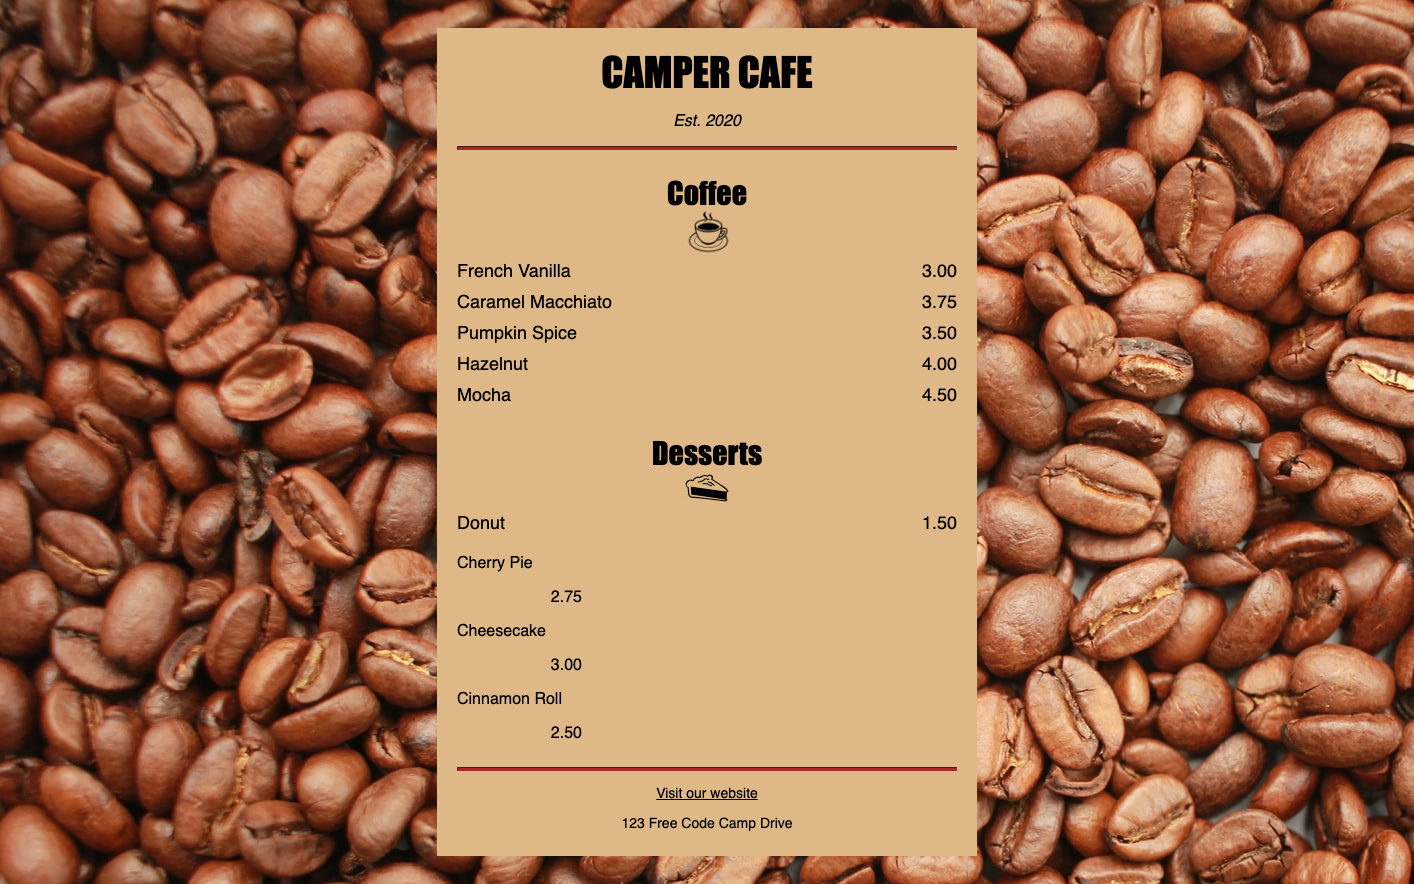 CAMPER CAFE
Est. 2020
Coffee
French Vanilla 3.00
Caramel Macchiato 3.75
Pumpkin Spice 3.50
Hazelnut 4.00
Mocha 4.50
Desserts
Donut 1.50
Cherry Pie
2.75
Cheesecake
3.00
Cinnamon Roll
2.50
Visit our website
123 Free Code Camp Drive